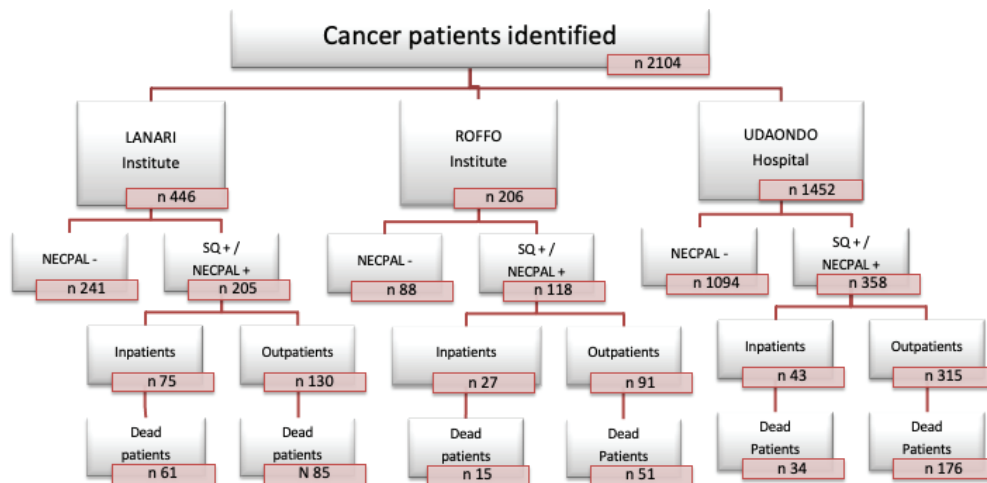 Cancer patients identified
n 2104
LANARI
Institute
n 446
ROFFO
Institute
n 206
UDAONDO
Hospital
n 1452
NECPAL -
n 241
SQ + /
NECPAL +
n 205
NECPAL -
n 88
SQ + /
NECPAL +
n 118
NECPAL -
n 1094
SQ + /
NECPAL +
n 358
Inpatients
n 75
Outpatients
n 130
Inpatients
n 27
Outpatients
n 91
Inpatients
n 43
Outpatients
n 315
Dead
patients
n 61
Dead
patients
N 85
Dead
patients
n 15
Dead
Patients
n 51
Dead
Patients
n 34
Dead
Patients
n 176